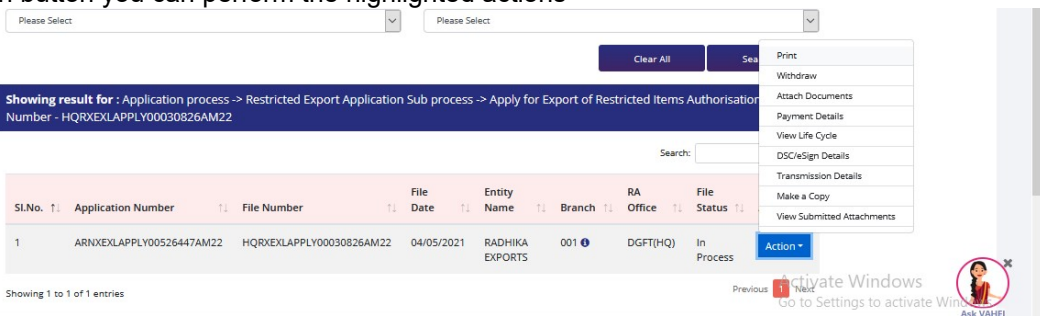 button you can perform the highlighted actions
Please Select
Please Select
Clear All
Print
Withdraw
Attach Documents
Payment Details
View Life Cycle
DSC/eSign Details
Transmission Details
Make a Copy
View Submitted Attachments
Showing result for : Application process -> Restricted Export Application Sub process -> Apply for Export of Restricted Items Authorisation
Number - HQRXEXLAPPLY00030826AM22
Search:
Sl.No. Application Number File Number File Date Entity Name Branch RA Office File Status
1 ARNXEXLAPPLY00526447AM22 HQRXEXLAPPLY00030826AM22 04/05/2021 RADHIKA EXPORTS 001 DGFT(HQ) In Process Action
Showing 1 to 1 of 1 entries
Previous 1 Next
Activate Windows
Go to Settings to activate
Ask VAHEI